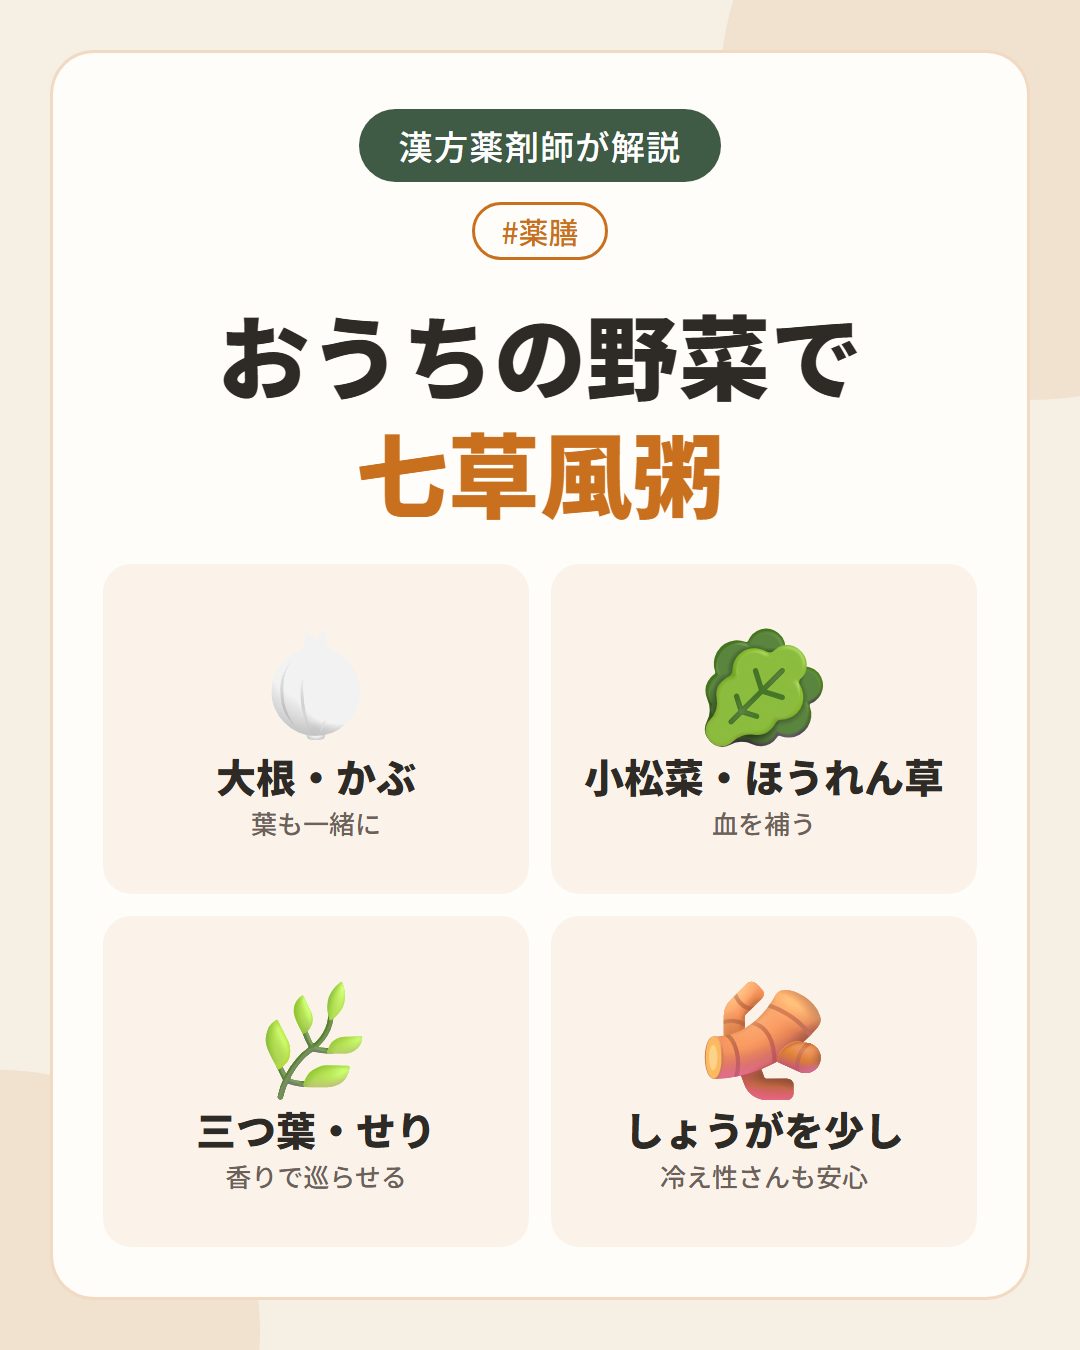 漢方薬剤師が解説
#薬膳
おうちの野菜で
七草風粥
大根・かぶ
葉も一緒に
小松菜・ほうれん草
血を補う
三つ葉・せり
香りで巡らせる
しょうがを少し
冷え性さんも安心